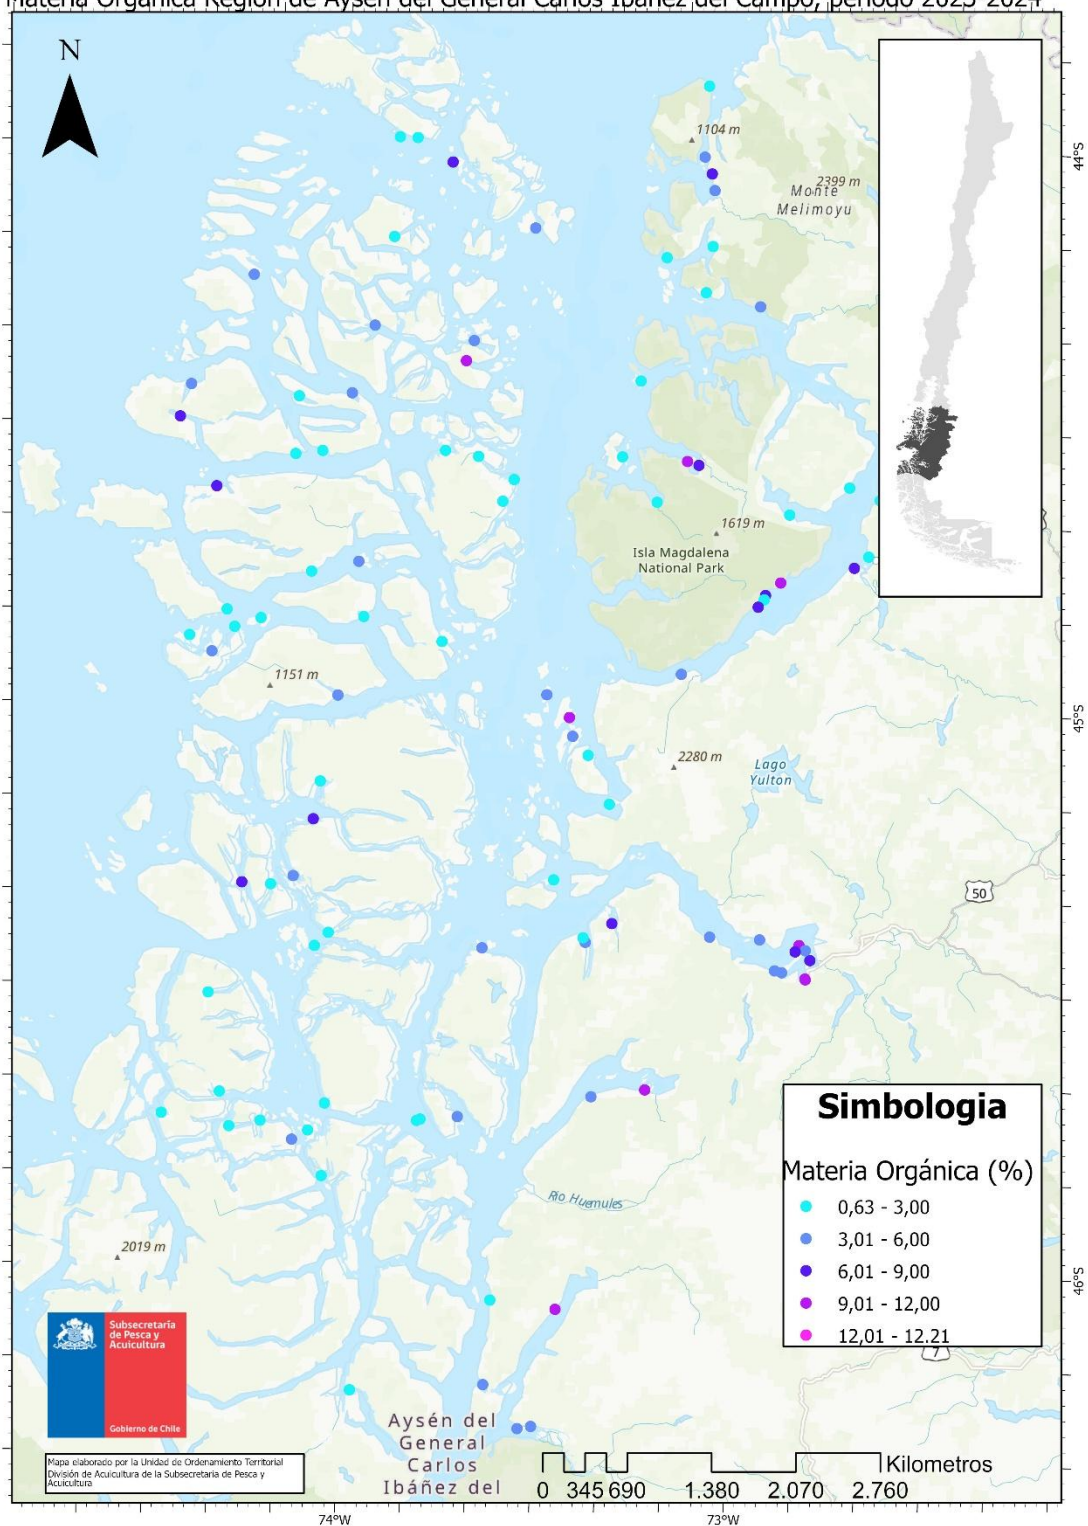 Materia Orgánica Región de Aysén del General Carlos Ibáñez del Campo, periodo 2023-2024
N
1104 m
44°S
2399 m
Monte
Melimoyu
1619 m
Isla Magdalena
National Park
1151 m
45°S
2280 m
Lago
Yulton
50
Simbologia
Materia Orgánica (%)
0,63 - 3,00
3,01 - 6,00
6,01 - 9,00
9,01 - 12,00
12,01 - 12.21
Rio Huemules
2019 m
46°S
7
Subsecretaría
de Pesca y
Acuicultura
Gobierno de Chile
Aysén del
General
Carlos
Ibáñez del
Mapa elaborado por la Unidad de Ordenamiento Territorial
División de Acuicultura de la Subsecretaria de Pesca y
Acuicultura
Kilometros
0 345 690 1.380 2.070 2.760
74°W
73°W